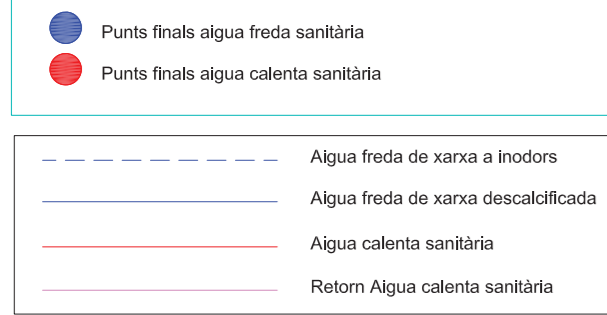 Punts finals aigua freda sanitària
Punts finals aigua calenta sanitària
Aigua freda de xarxa a inodors
Aigua freda de xarxa descalcificada
Aigua calenta sanitària
Retorn Aigua calenta sanitària